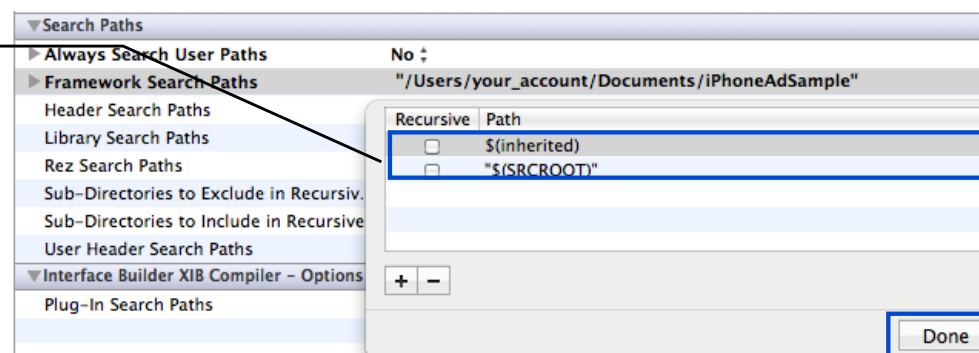 Search Paths
Always Search User Paths No
Framework Search Paths "/Users/your_account/Documents/iPhoneAdSample"
Header Search Paths
Recursive Path
Library Search Paths
$(inherited)
Rez Search Paths
"$(SRCROOT)"
Sub-Directories to Exclude in Recursiv.
Sub-Directories to Include in Recursive
User Header Search Paths
Interface Builder XIB Compiler - Options
+ -
Plug-In Search Paths
Done